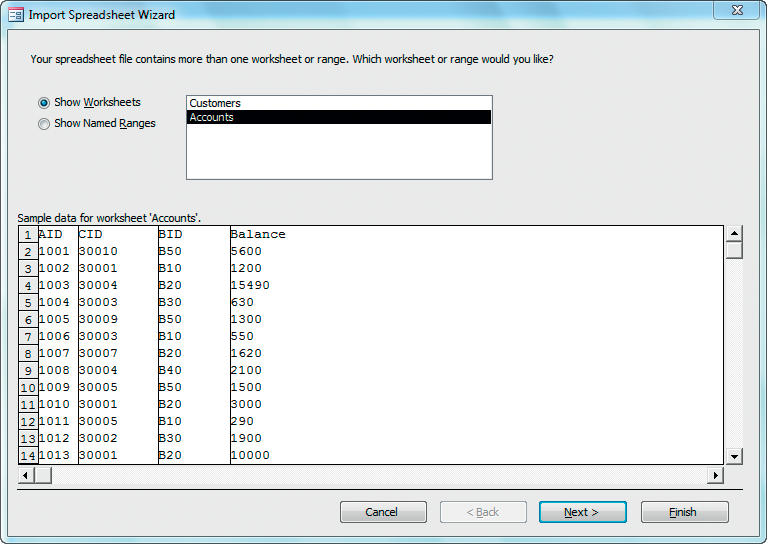 Import Spreadsheet Wizard
Your spreadsheet file contains more than one worksheet or range. Which worksheet or range would you like?
Show Worksheets
Show Named Ranges
Customers
Accounts
Sample data for worksheet 'Accounts'.
1 AID CID BID Balance
2 1001 30010 B50 5600
3 1002 30001 B10 1200
4 1003 30004 B20 15490
5 1004 30003 B30 630
6 1005 30009 B50 1300
7 1006 30003 B10 550
8 1007 30007 B20 1620
9 1008 30004 B40 2100
10 1009 30005 B50 1500
11 1010 30001 B20 3000
12 1011 30005 B10 290
13 1012 30002 B30 1900
14 1013 30001 B20 10000
Cancel < Back Next > Finish